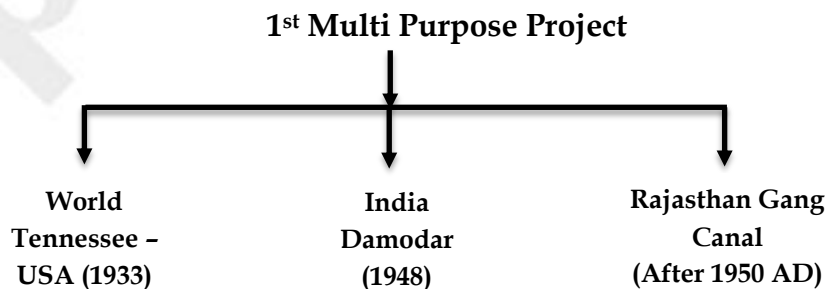 1st Multi Purpose Project
World
Tennessee –
USA (1933)
India
Damodar
(1948)
Rajasthan Gang
Canal
(After 1950 AD)